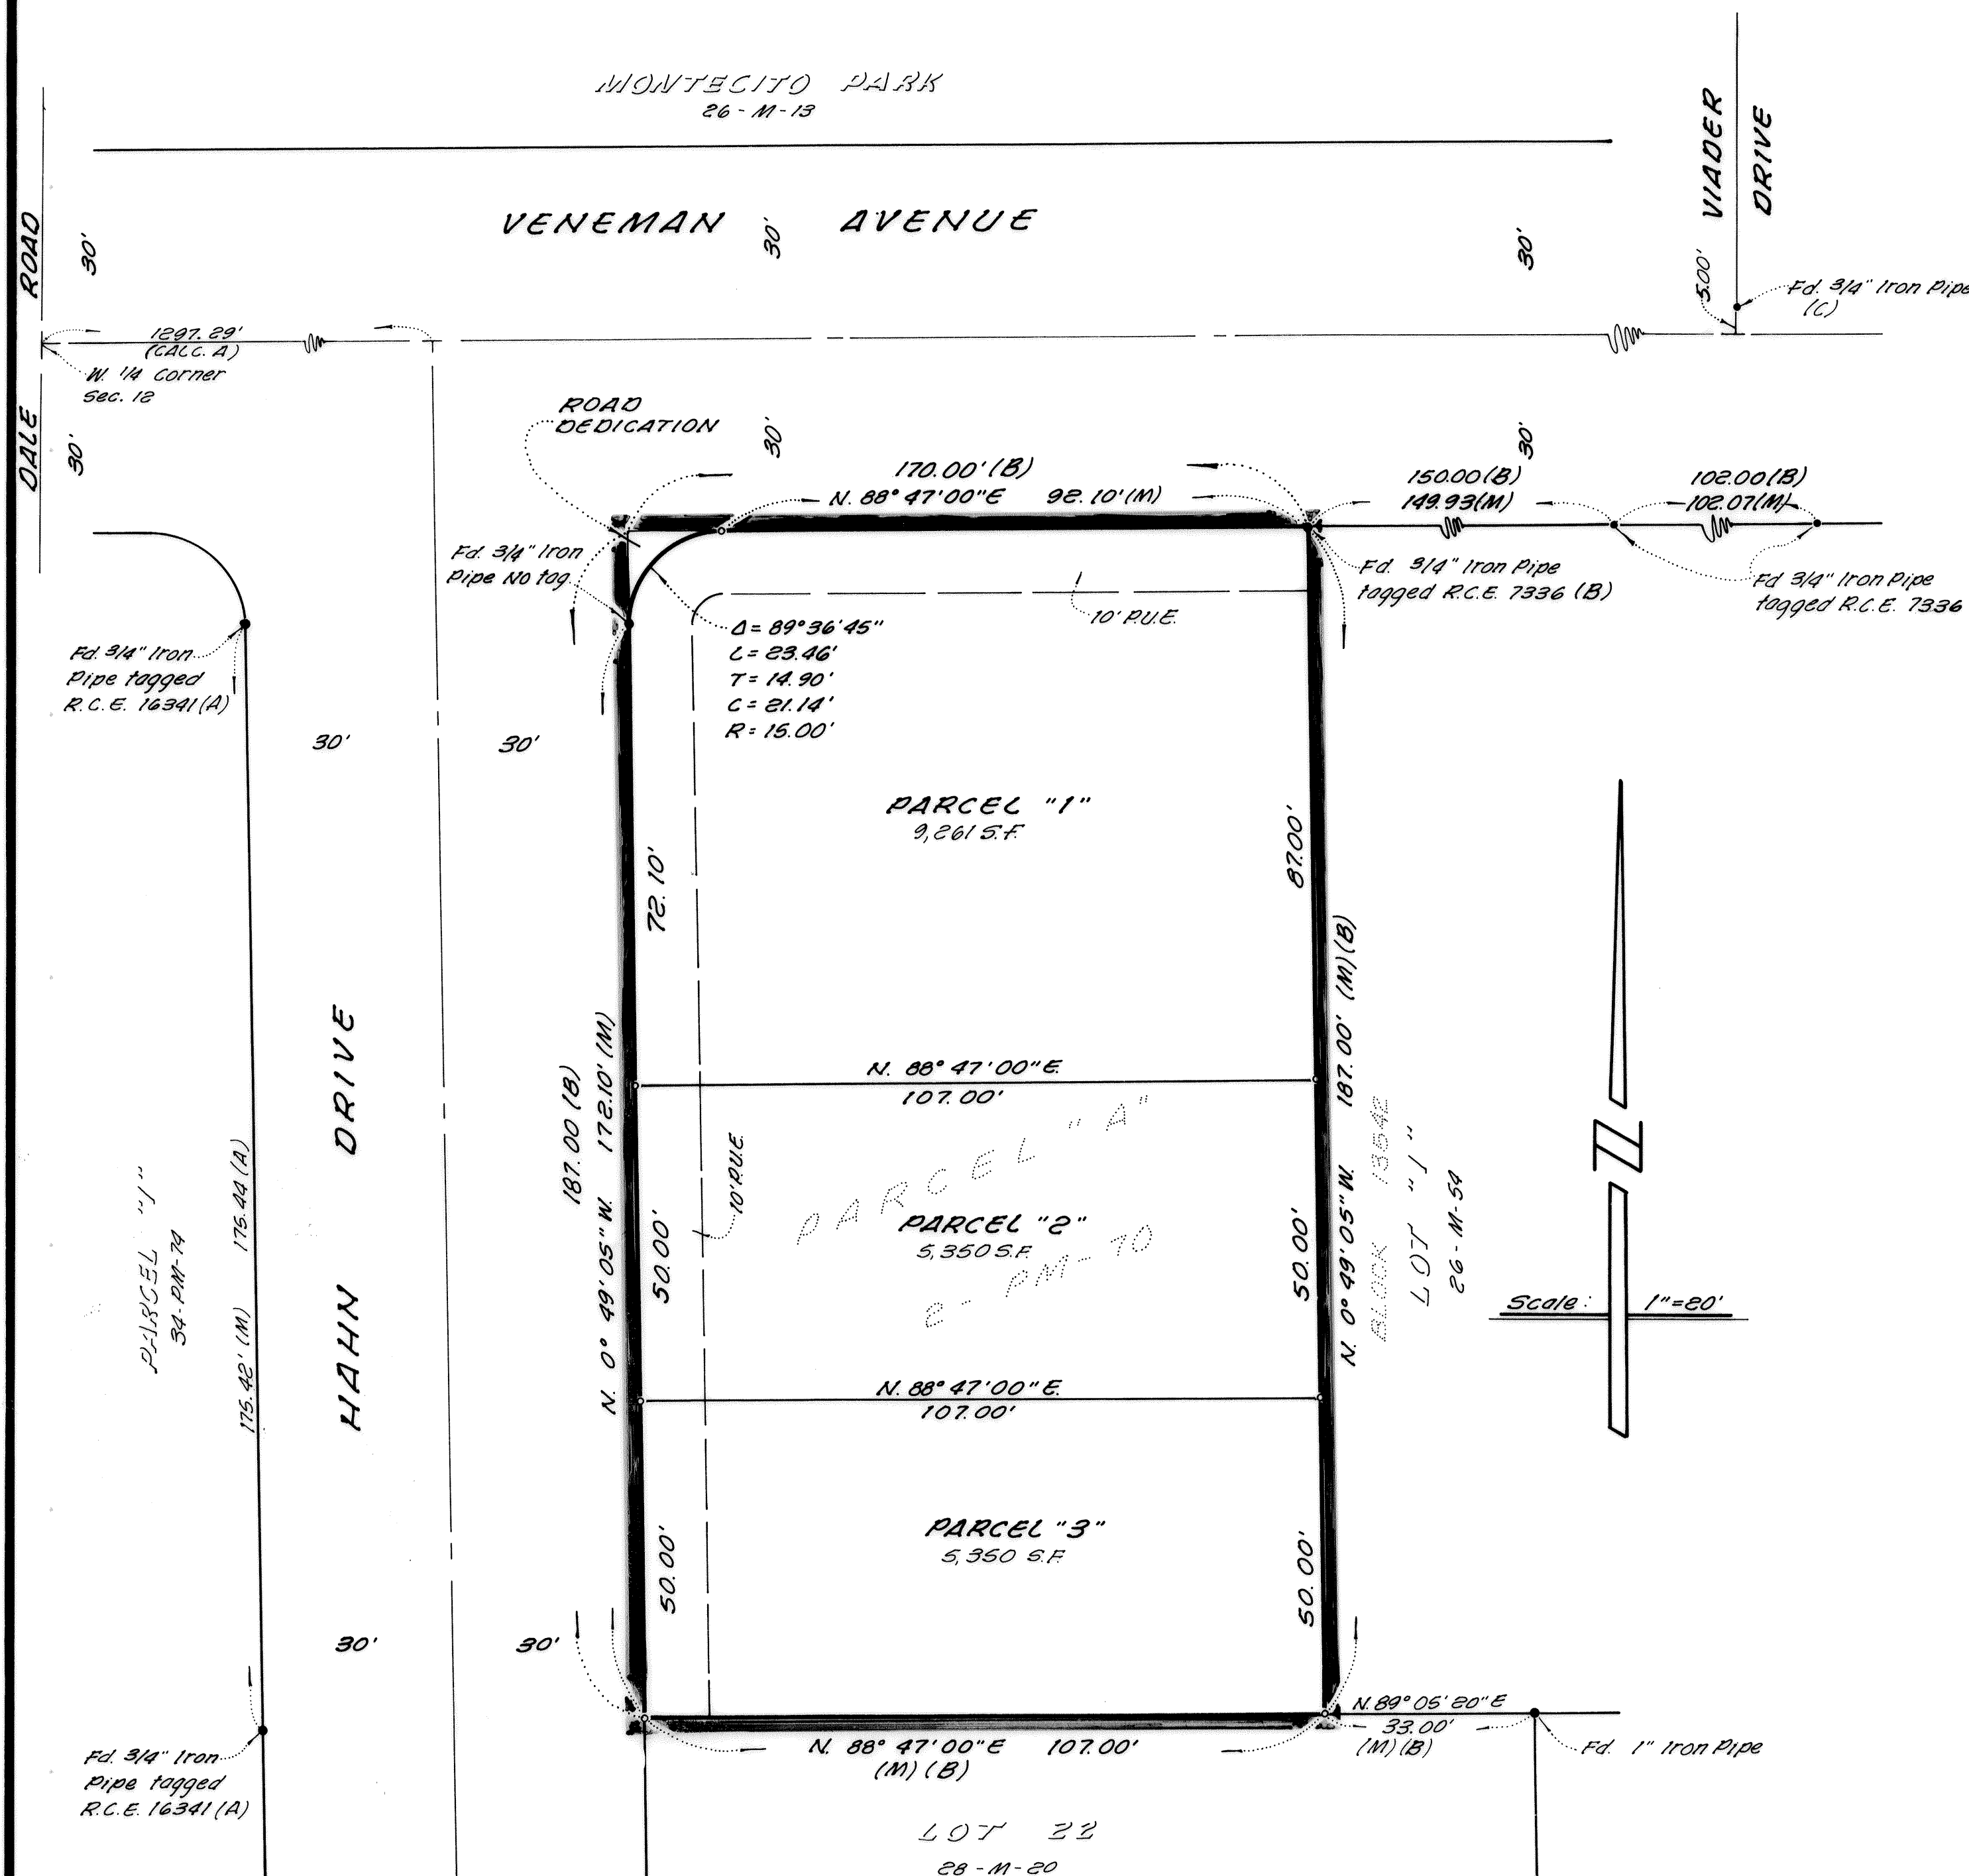 MONTECITO PARK
26-M-13
VIADER
DRIVE
VENEMAN AVENUE
30'
30'
30'
5.00'
Fd. 3/4" Iron Pipe
(C)
DALE ROAD
1297.29'
(CALC. A)
W. 1/4 Corner
Sec. 12
30'
ROAD
DEDICATION
30'
30'
170.00' (B)
N. 88° 47'00"E 92.10' (M)
150.00 (B)
149.93 (M)
102.00 (B)
102.07 (M)
Fd. 3/4" Iron
Pipe No tag
Fd. 3/4" Iron Pipe
tagged R.C.E. 7336 (B)
Fd 3/4" Iron Pipe
tagged R.C.E. 7336
10' P.U.E.
Δ = 89°36'45"
L = 23.46'
T = 14.90'
C = 21.14'
R = 15.00'
Fd. 3/4" Iron
Pipe tagged
R.C.E. 16341 (A)
30'
30'
PARCEL "1"
9,261 S.F.
72.10'
87.00'
N. 88° 47'00"E.
107.00'
HAHN DRIVE
187.00 (B)
N. 0° 49' 05" W. 172.10' (M)
N. 0° 49' 05" W. 187.00' (M)(B)
PARCEL "A"
2-PM-70
10' P.U.E.
PARCEL "2"
5,350 S.F.
50.00'
50.00'
BLOCK 13542
LOT "1"
26-M-54
PARCEL "1"
34-PM-74
175.42' (M) 175.44 (A)
Scale: 1"=20'
N. 88° 47'00"E.
107.00'
PARCEL "3"
5,350 S.F.
50.00'
50.00'
30'
30'
N. 89° 05' 20" E
33.00'
(M) (B)
Fd. 1" Iron Pipe
N. 88° 47'00"E 107.00'
(M) (B)
Fd. 3/4" Iron
Pipe tagged
R.C.E. 16341 (A)
LOT 22
28-M-20